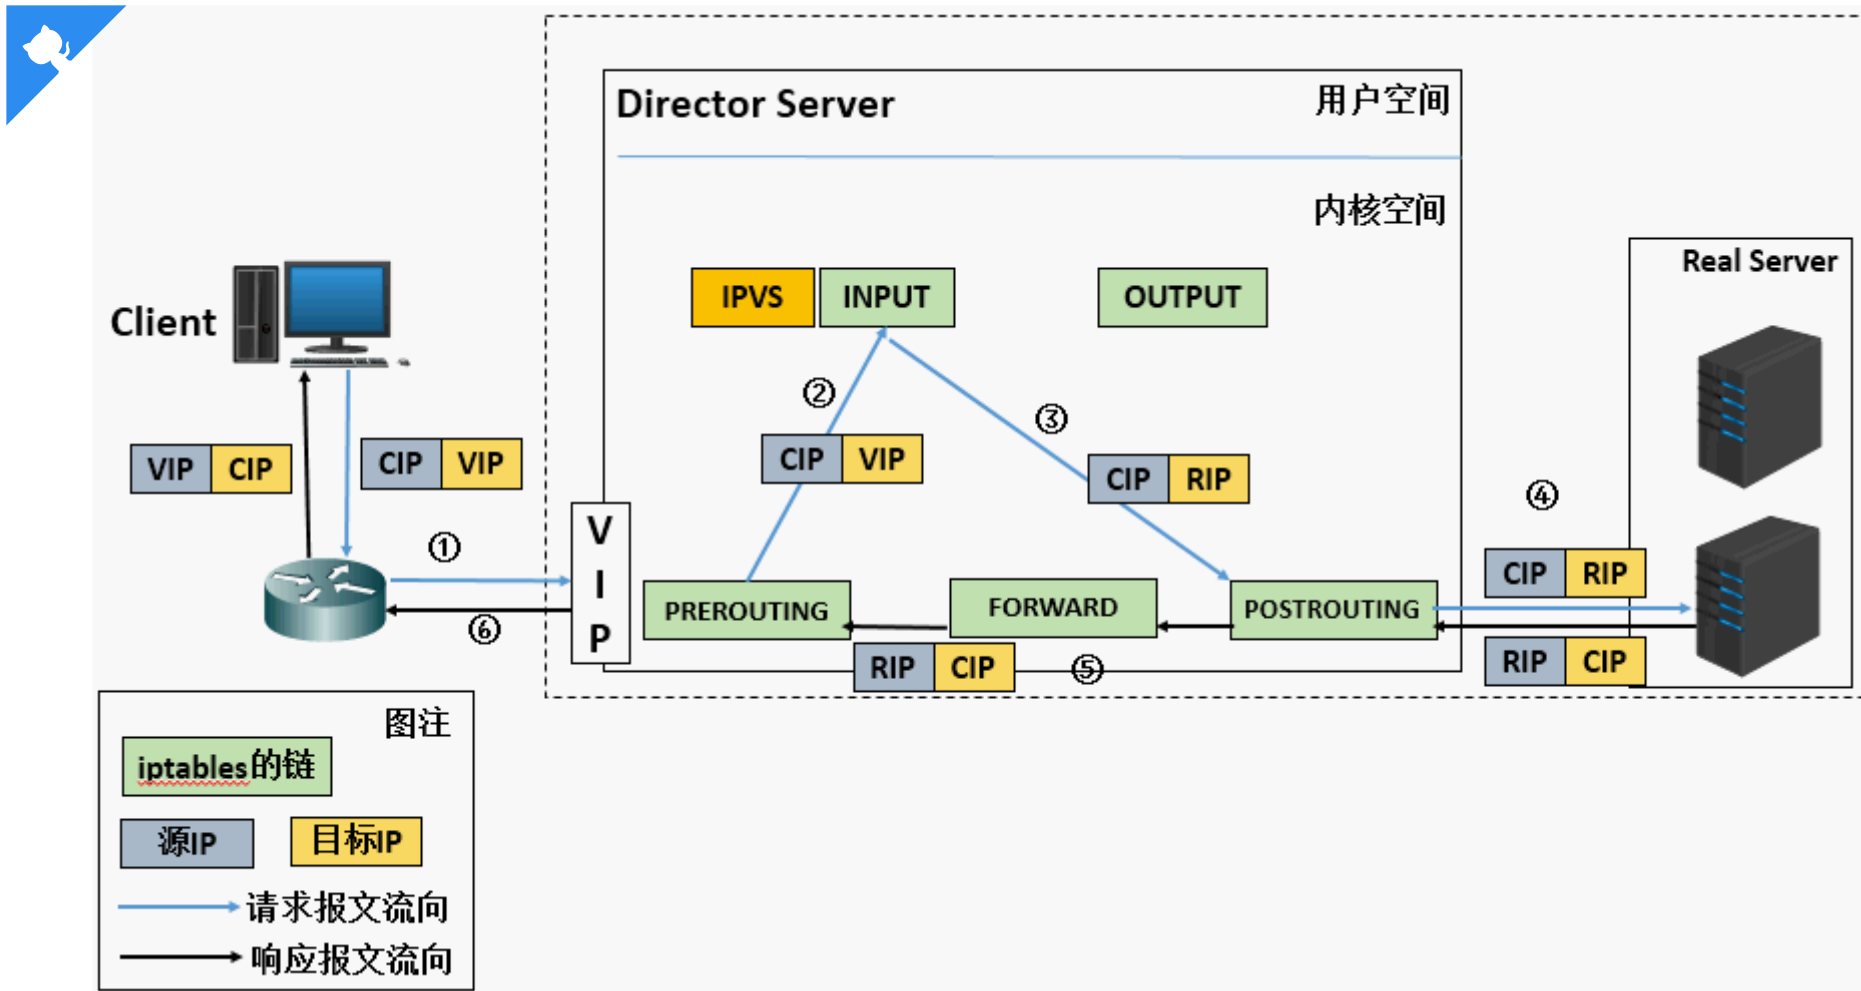 Director Server
用户空间
内核空间
Real Server
IPVS
INPUT
OUTPUT
Client
②
③
CIP VIP
VIP CIP
CIP VIP
CIP RIP
④
①
V
I
P
CIP RIP
PREROUTING
FORWARD
POSTROUTING
⑥
RIP CIP
⑤
RIP CIP
图注
iptables的链
源IP
目标IP
请求报文流向
响应报文流向